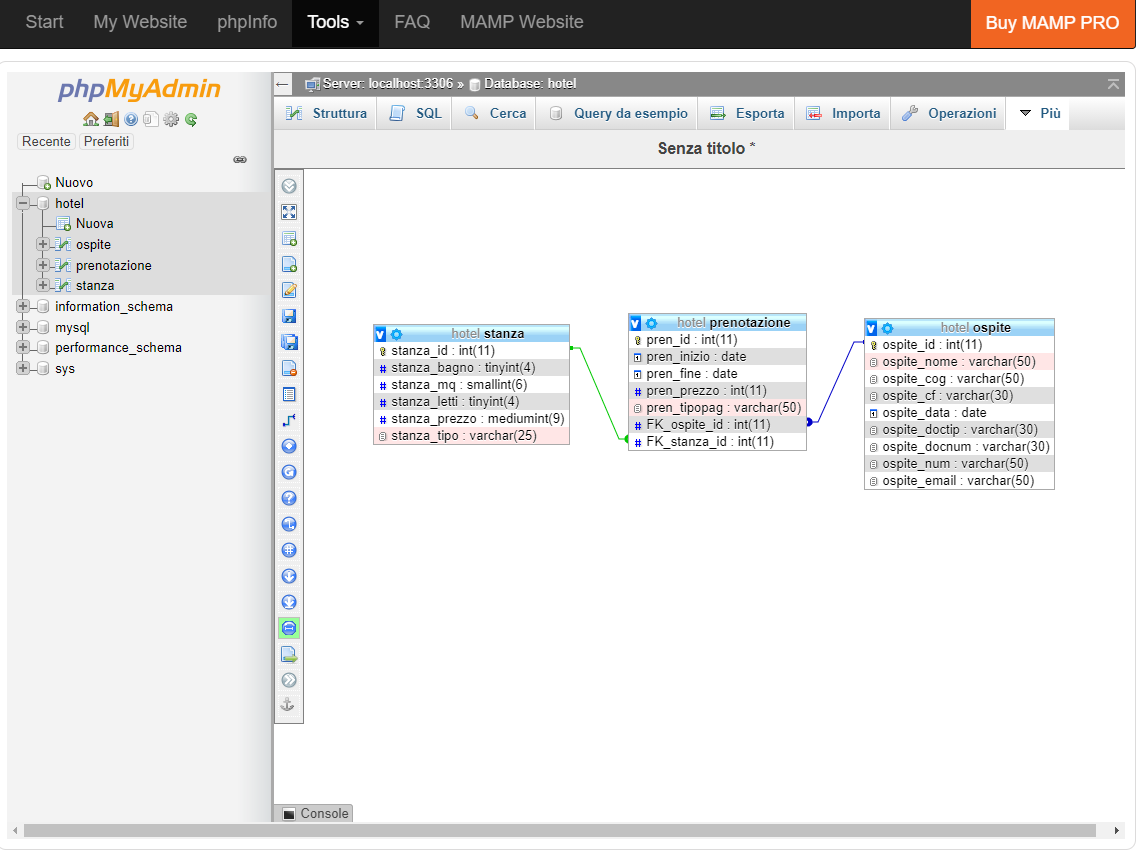 Start My Website phpInfo Tools FAQ MAMP Website Buy MAMP PRO
phpMyAdmin
Recente Preferiti
Nuovo
hotel
Nuova
ospite
prenotazione
stanza
information_schema
mysql
performance_schema
sys
Server: localhost:3306 » Database: hotel
Struttura SQL Cerca Query da esempio Esporta Importa Operazioni Più
Senza titolo *
hotel stanza
stanza_id : int(11)
stanza_bagno : tinyint(4)
stanza_mq : smallint(6)
stanza_letti : tinyint(4)
stanza_prezzo : mediumint(9)
stanza_tipo : varchar(25)
hotel prenotazione
pren_id : int(11)
pren_inizio : date
pren_fine : date
pren_prezzo : int(11)
pren_tipopag : varchar(50)
FK_ospite_id : int(11)
FK_stanza_id : int(11)
hotel ospite
ospite_id : int(11)
ospite_nome : varchar(50)
ospite_cog : varchar(50)
ospite_cf : varchar(30)
ospite_data : date
ospite_doctip : varchar(30)
ospite_docnum : varchar(30)
ospite_num : varchar(50)
ospite_email : varchar(50)
Console